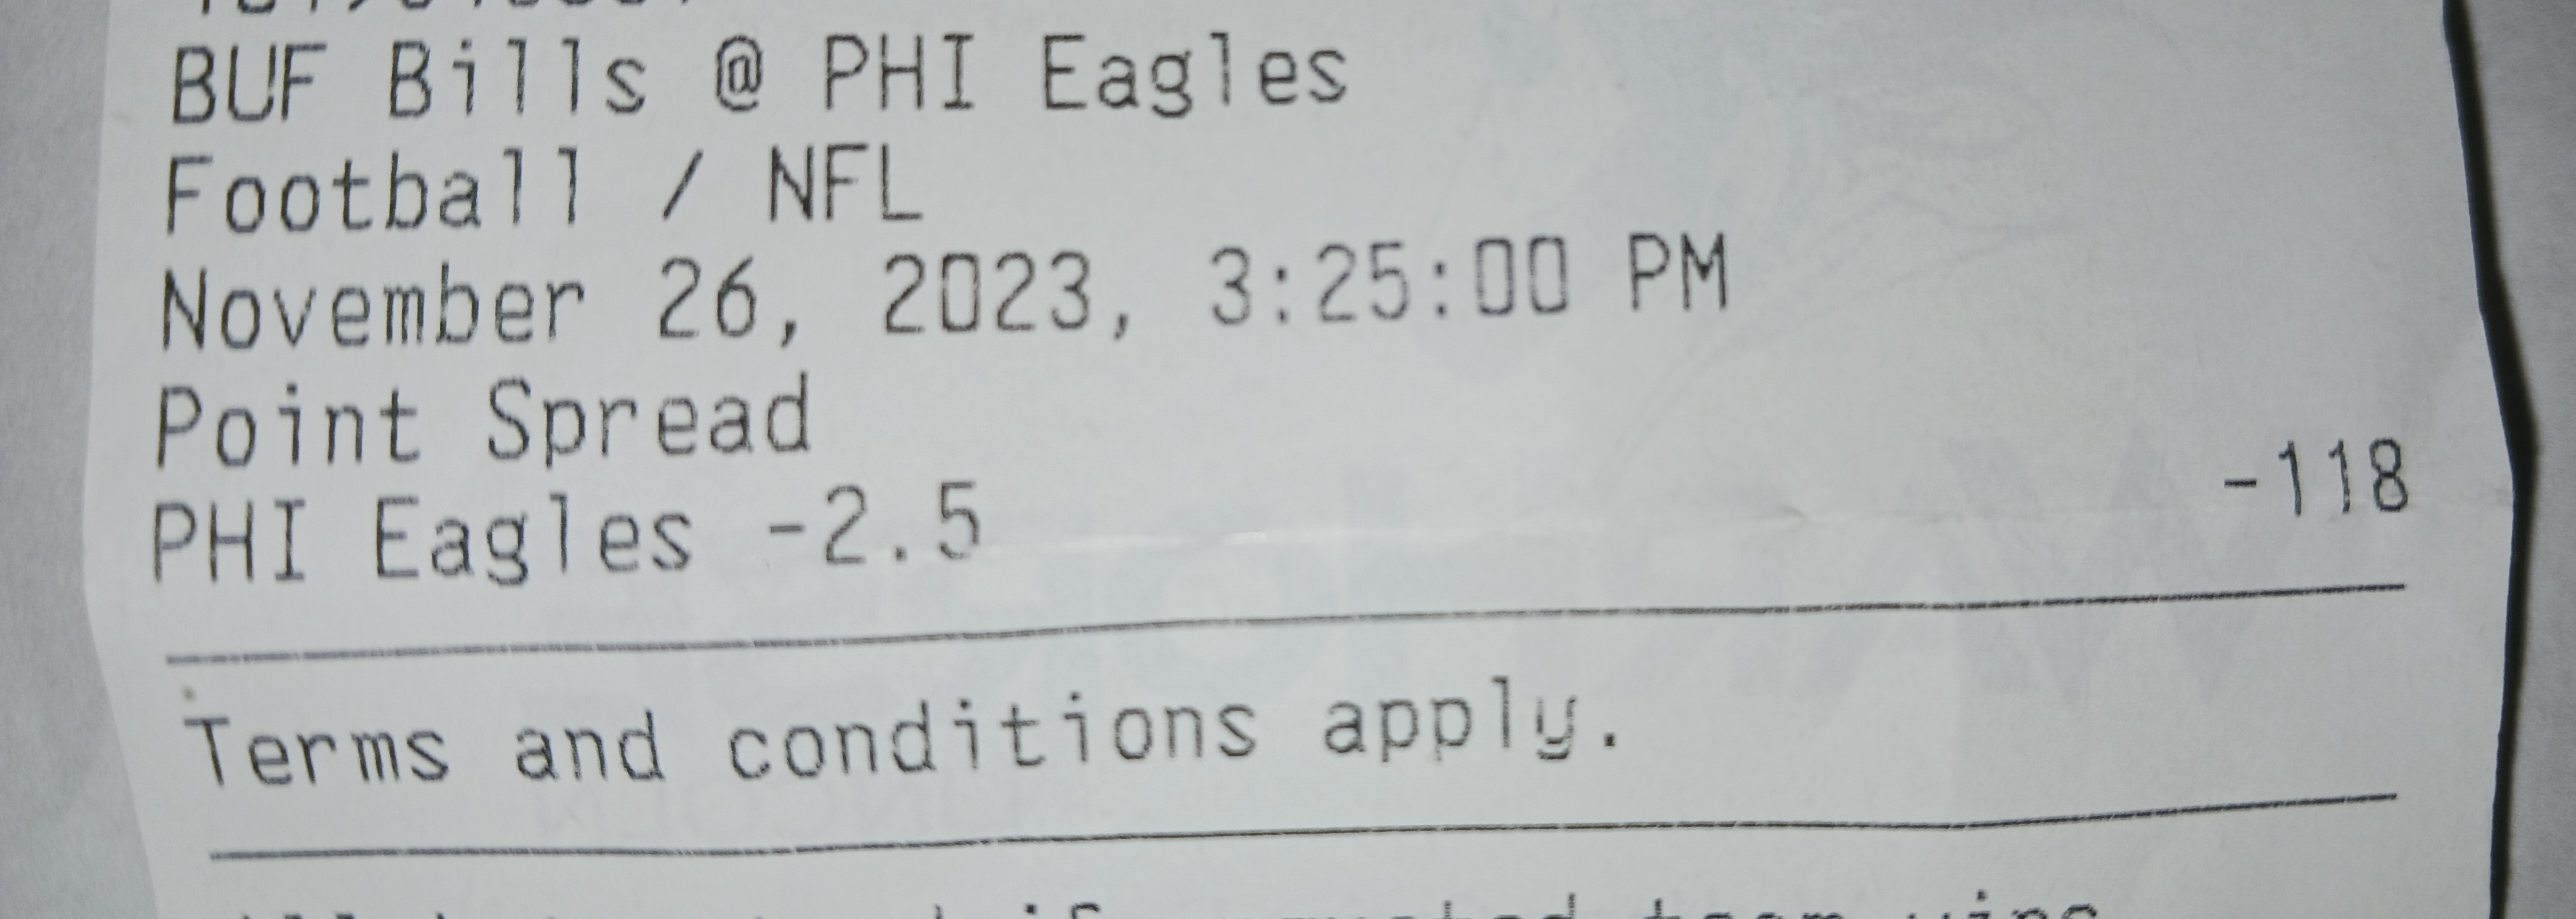 BUF Bills @ PHI Eagles
Football / NFL
November 26, 2023, 3:25:00 PM
Point Spread
PHI Eagles -2.5 -118
Terms and conditions apply.